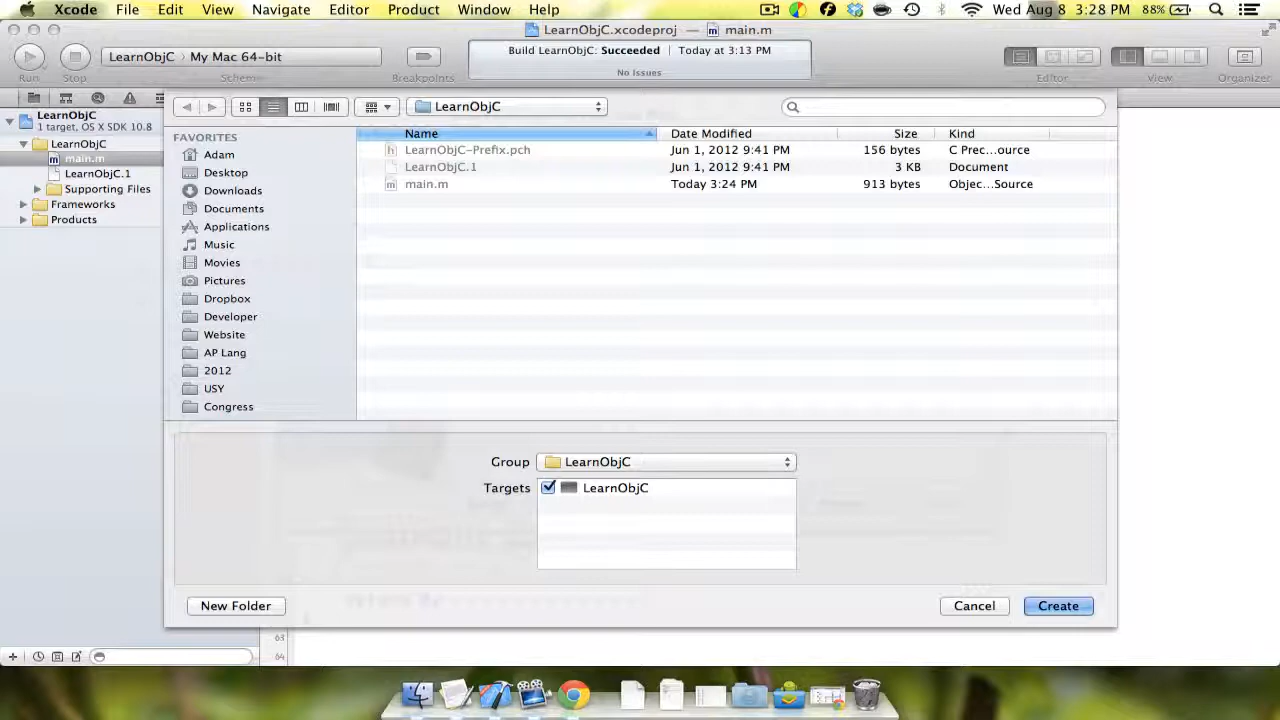 Xcode File Edit View Navigate Editor Product Window Help Wed Aug 8 3:28 PM 88%
LearnObjC.xcodeproj — main.m
LearnObjC My Mac 64-bit
Build LearnObjC: Succeeded Today at 3:13 PM
No Issues
Run Stop Scheme Breakpoints Editor View Organizer
LearnObjC
1 target, OS X SDK 10.8
LearnObjC
main.m
LearnObjC.1
Supporting Files
Frameworks
Products
LearnObjC
FAVORITES
Adam
Desktop
Downloads
Documents
Applications
Music
Movies
Pictures
Dropbox
Developer
Website
AP Lang
2012
USY
Congress
Name Date Modified Size Kind
LearnObjC-Prefix.pch Jun 1, 2012 9:41 PM 156 bytes C Prec...ource
LearnObjC.1 Jun 1, 2012 9:41 PM 3 KB Document
main.m Today 3:24 PM 913 bytes Objec...Source
Group LearnObjC
Targets LearnObjC
New Folder Cancel Create
63
64